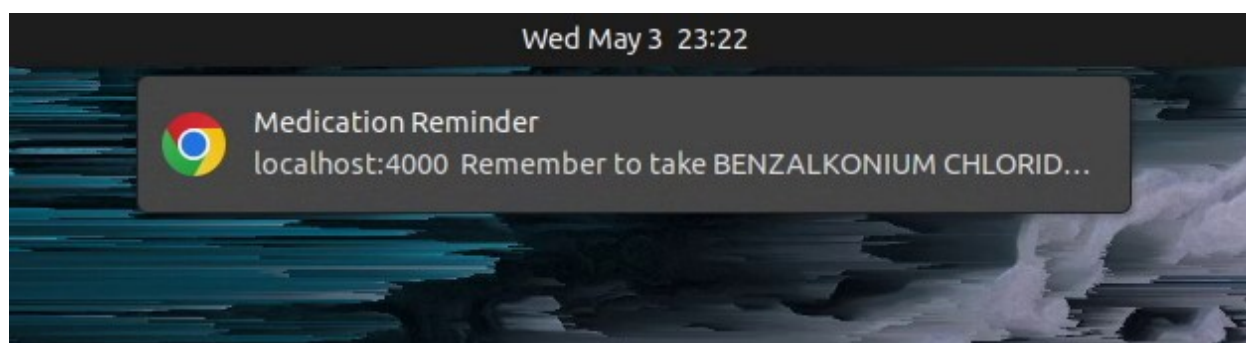 Wed May 3 23:22
Medication Reminder
localhost:4000 Remember to take BENZALKONIUM CHLORID...